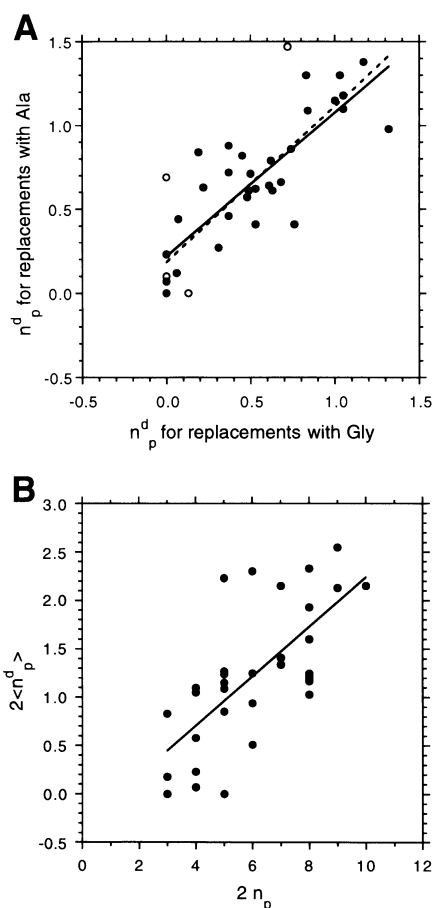 A
n^d_p for replacements with Ala
1.5
1.0
0.5
0.0
-0.5
-0.5 0.0 0.5 1.0 1.5
n^d_p for replacements with Gly
B
2<n^d_p>
3.0
2.5
2.0
1.5
1.0
0.5
0.0
-0.5
0 2 4 6 8 10 12
2 n_p